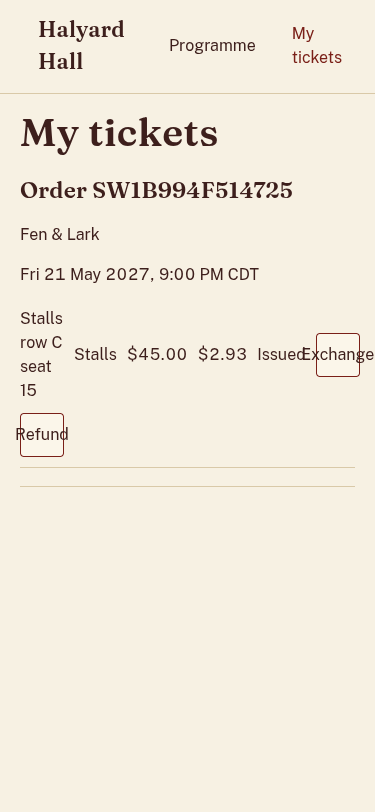 Halyard
Hall
Programme
My
tickets
My tickets
Order SW1B994F514725
Fen & Lark
Fri 21 May 2027, 9:00 PM CDT
Stalls
row C
seat
15
Stalls
$45.00
$2.93
Issued
Exchange
Refund